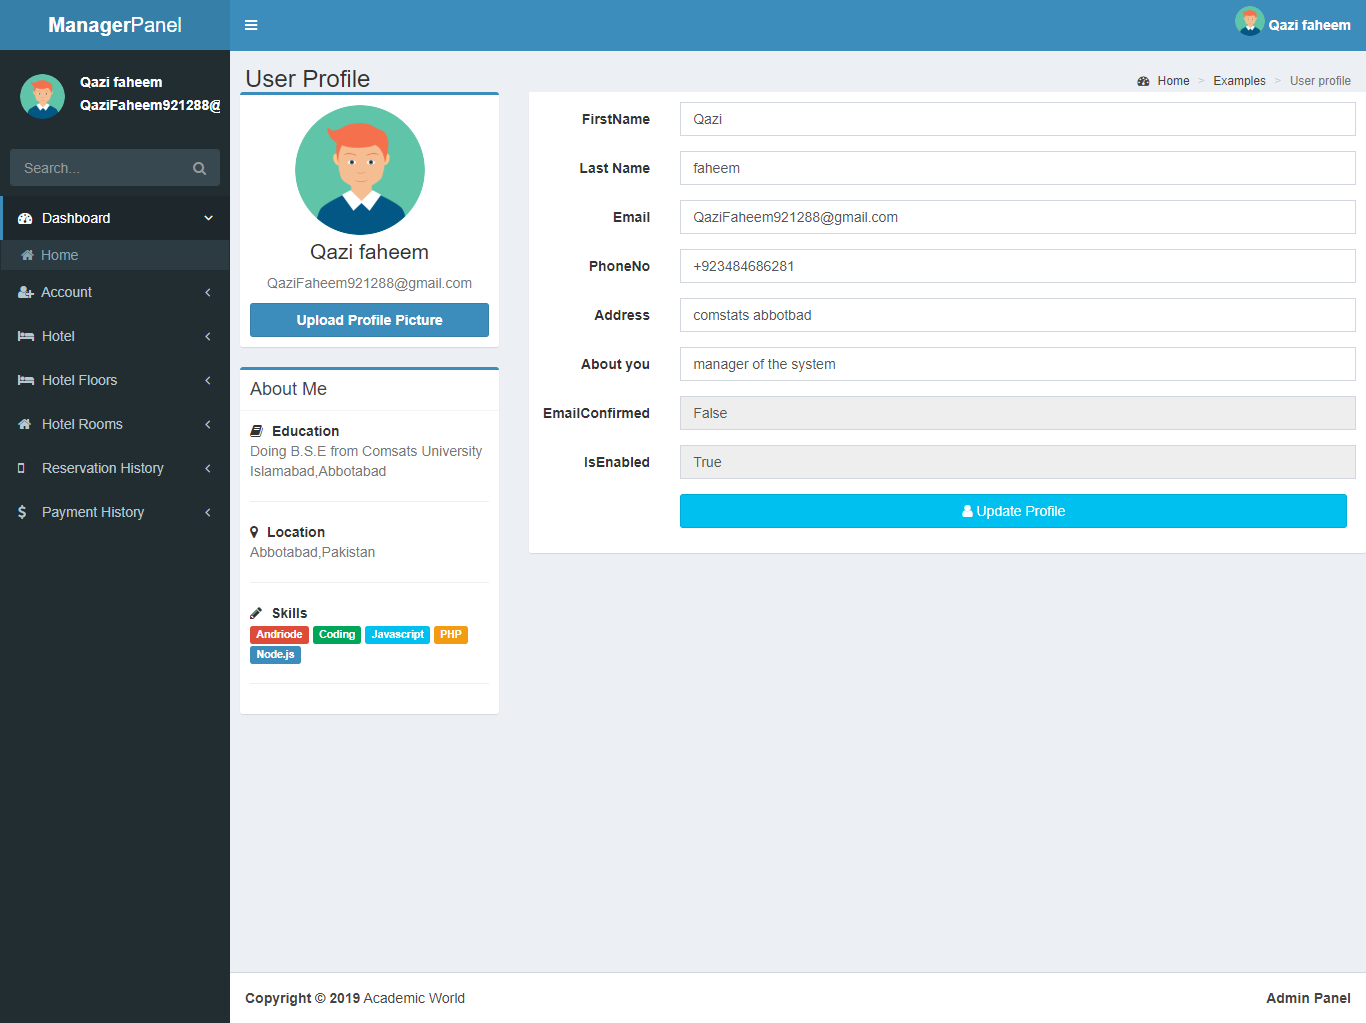 ManagerPanel
Qazi faheem
Qazi faheem
QaziFaheem921288@
Search...
Dashboard
Home
Account
Hotel
Hotel Floors
Hotel Rooms
Reservation History
Payment History
User Profile
Home > Examples > User profile
Qazi faheem
QaziFaheem921288@gmail.com
Upload Profile Picture
About Me
Education
Doing B.S.E from Comsats University
Islamabad,Abbotabad
Location
Abbotabad,Pakistan
Skills
Andriode Coding Javascript PHP
Node.js
FirstName Qazi
Last Name faheem
Email QaziFaheem921288@gmail.com
PhoneNo +923484686281
Address comstats abbotbad
About you manager of the system
EmailConfirmed False
IsEnabled True
Update Profile
Copyright © 2019 Academic World
Admin Panel